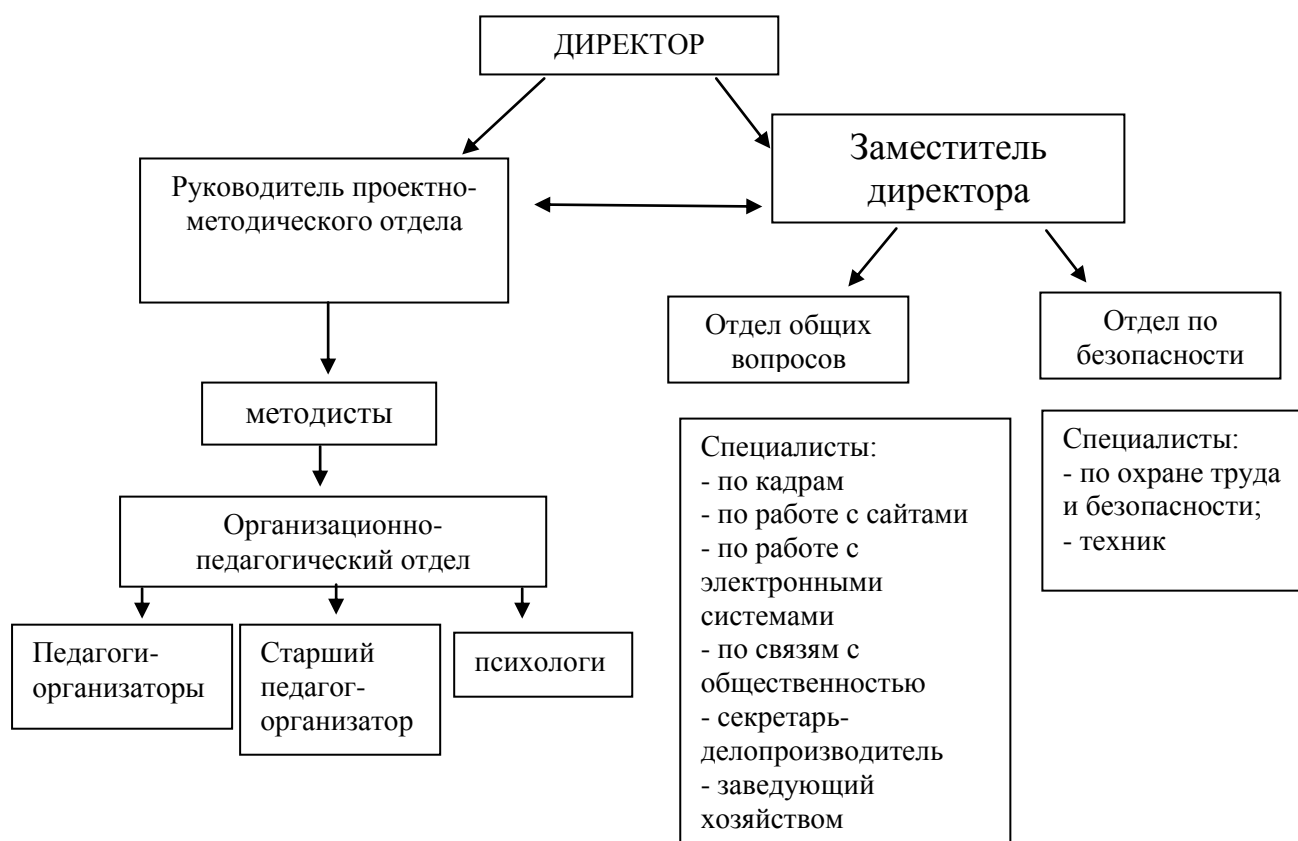 ДИРЕКТОР
Руководитель проектно-
методического отдела
Заместитель
директора
Отдел общих
вопросов
Отдел по
безопасности
методисты
Организационно-
педагогический отдел
Педагоги-
организаторы
Старший
педагог-
организатор
психологи
Специалисты:
- по кадрам
- по работе с сайтами
- по работе с
электронными
системами
- по связям с
общественностью
- секретарь-
делопроизводитель
- заведующий
хозяйством
Специалисты:
- по охране труда
и безопасности;
- техник